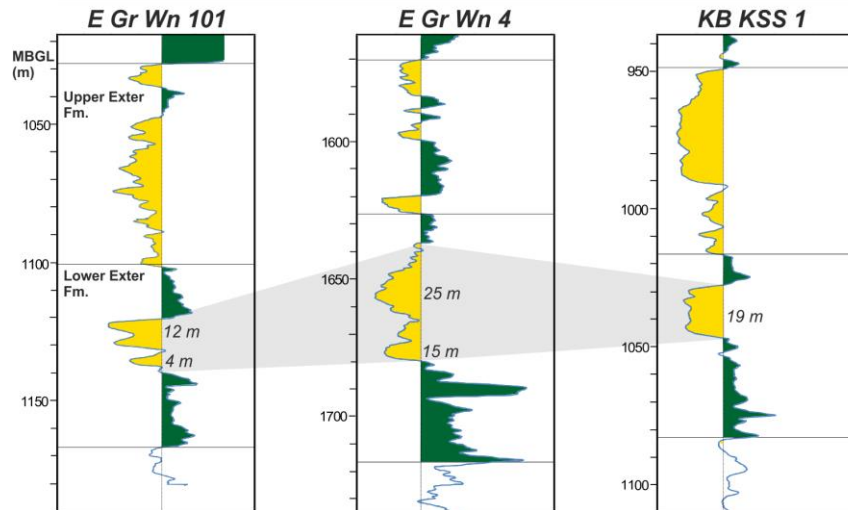 E Gr Wn 101
E Gr Wn 4
KB KSS 1
MBGL
(m)
Upper Exter
Fm.
1050
1100
Lower Exter
Fm.
12 m
4 m
1150
1600
1650
25 m
15 m
1700
950
1000
19 m
1050
1100